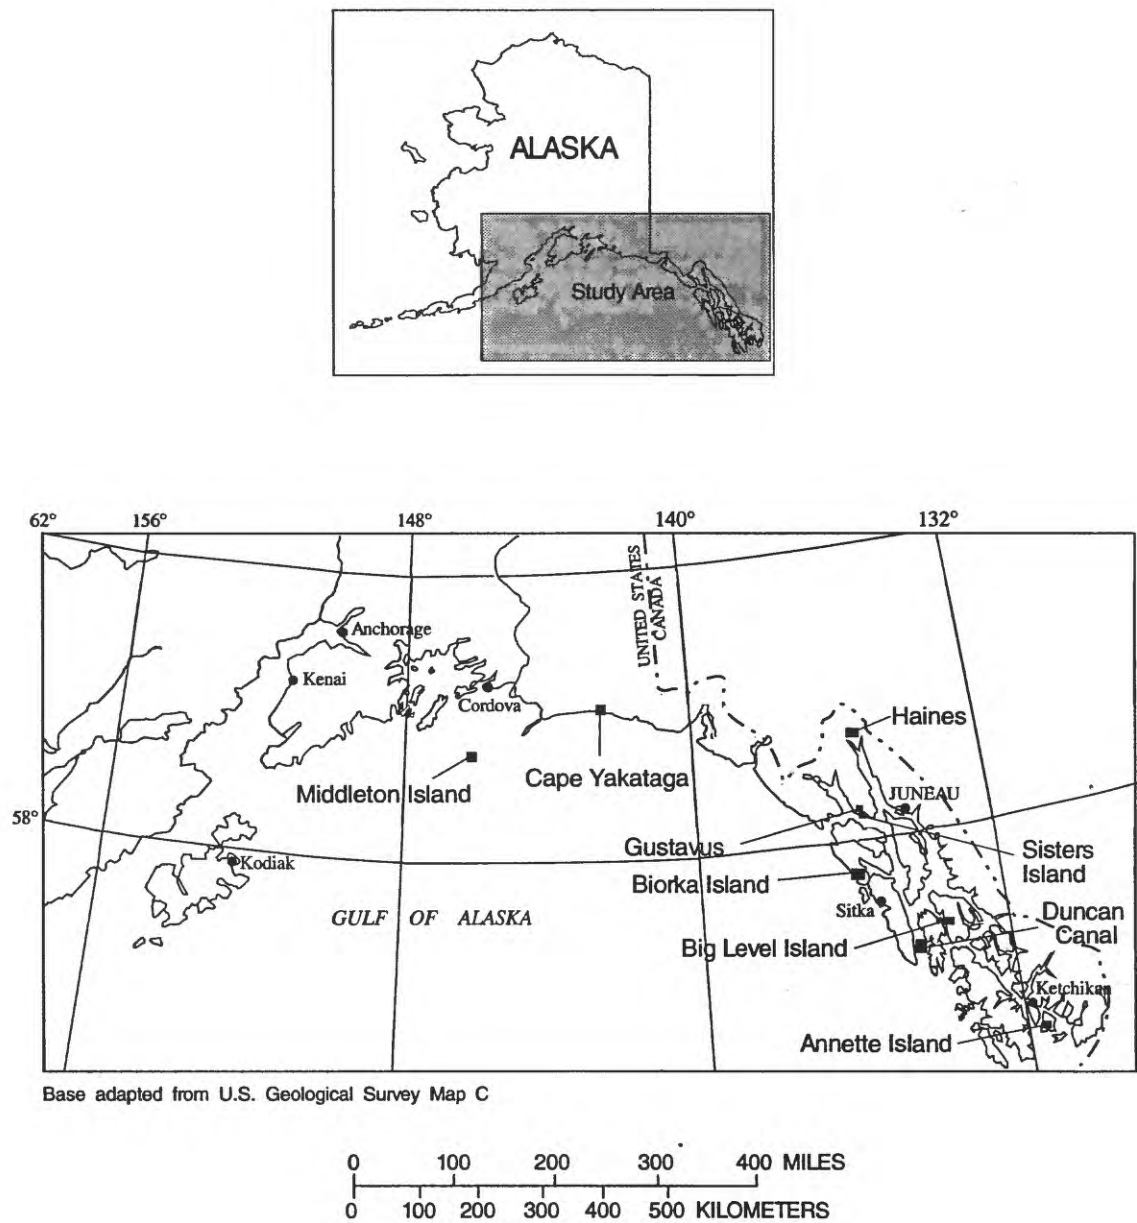 ALASKA
Study Area
62° 156° 148° 140° 132°
UNITED STATES
CANADA
Anchorage
Kenai
Cordova
Haines
Middleton Island
Cape Yakataga
JUNEAU
58°
Gustavus
Sisters
Island
Kodiak
Biorka Island
Sitka
GULF OF ALASKA
Duncan
Canal
Big Level Island
Ketchikan
Annette Island
Base adapted from U.S. Geological Survey Map C
0 100 200 300 400 MILES
0 100 200 300 400 500 KILOMETERS